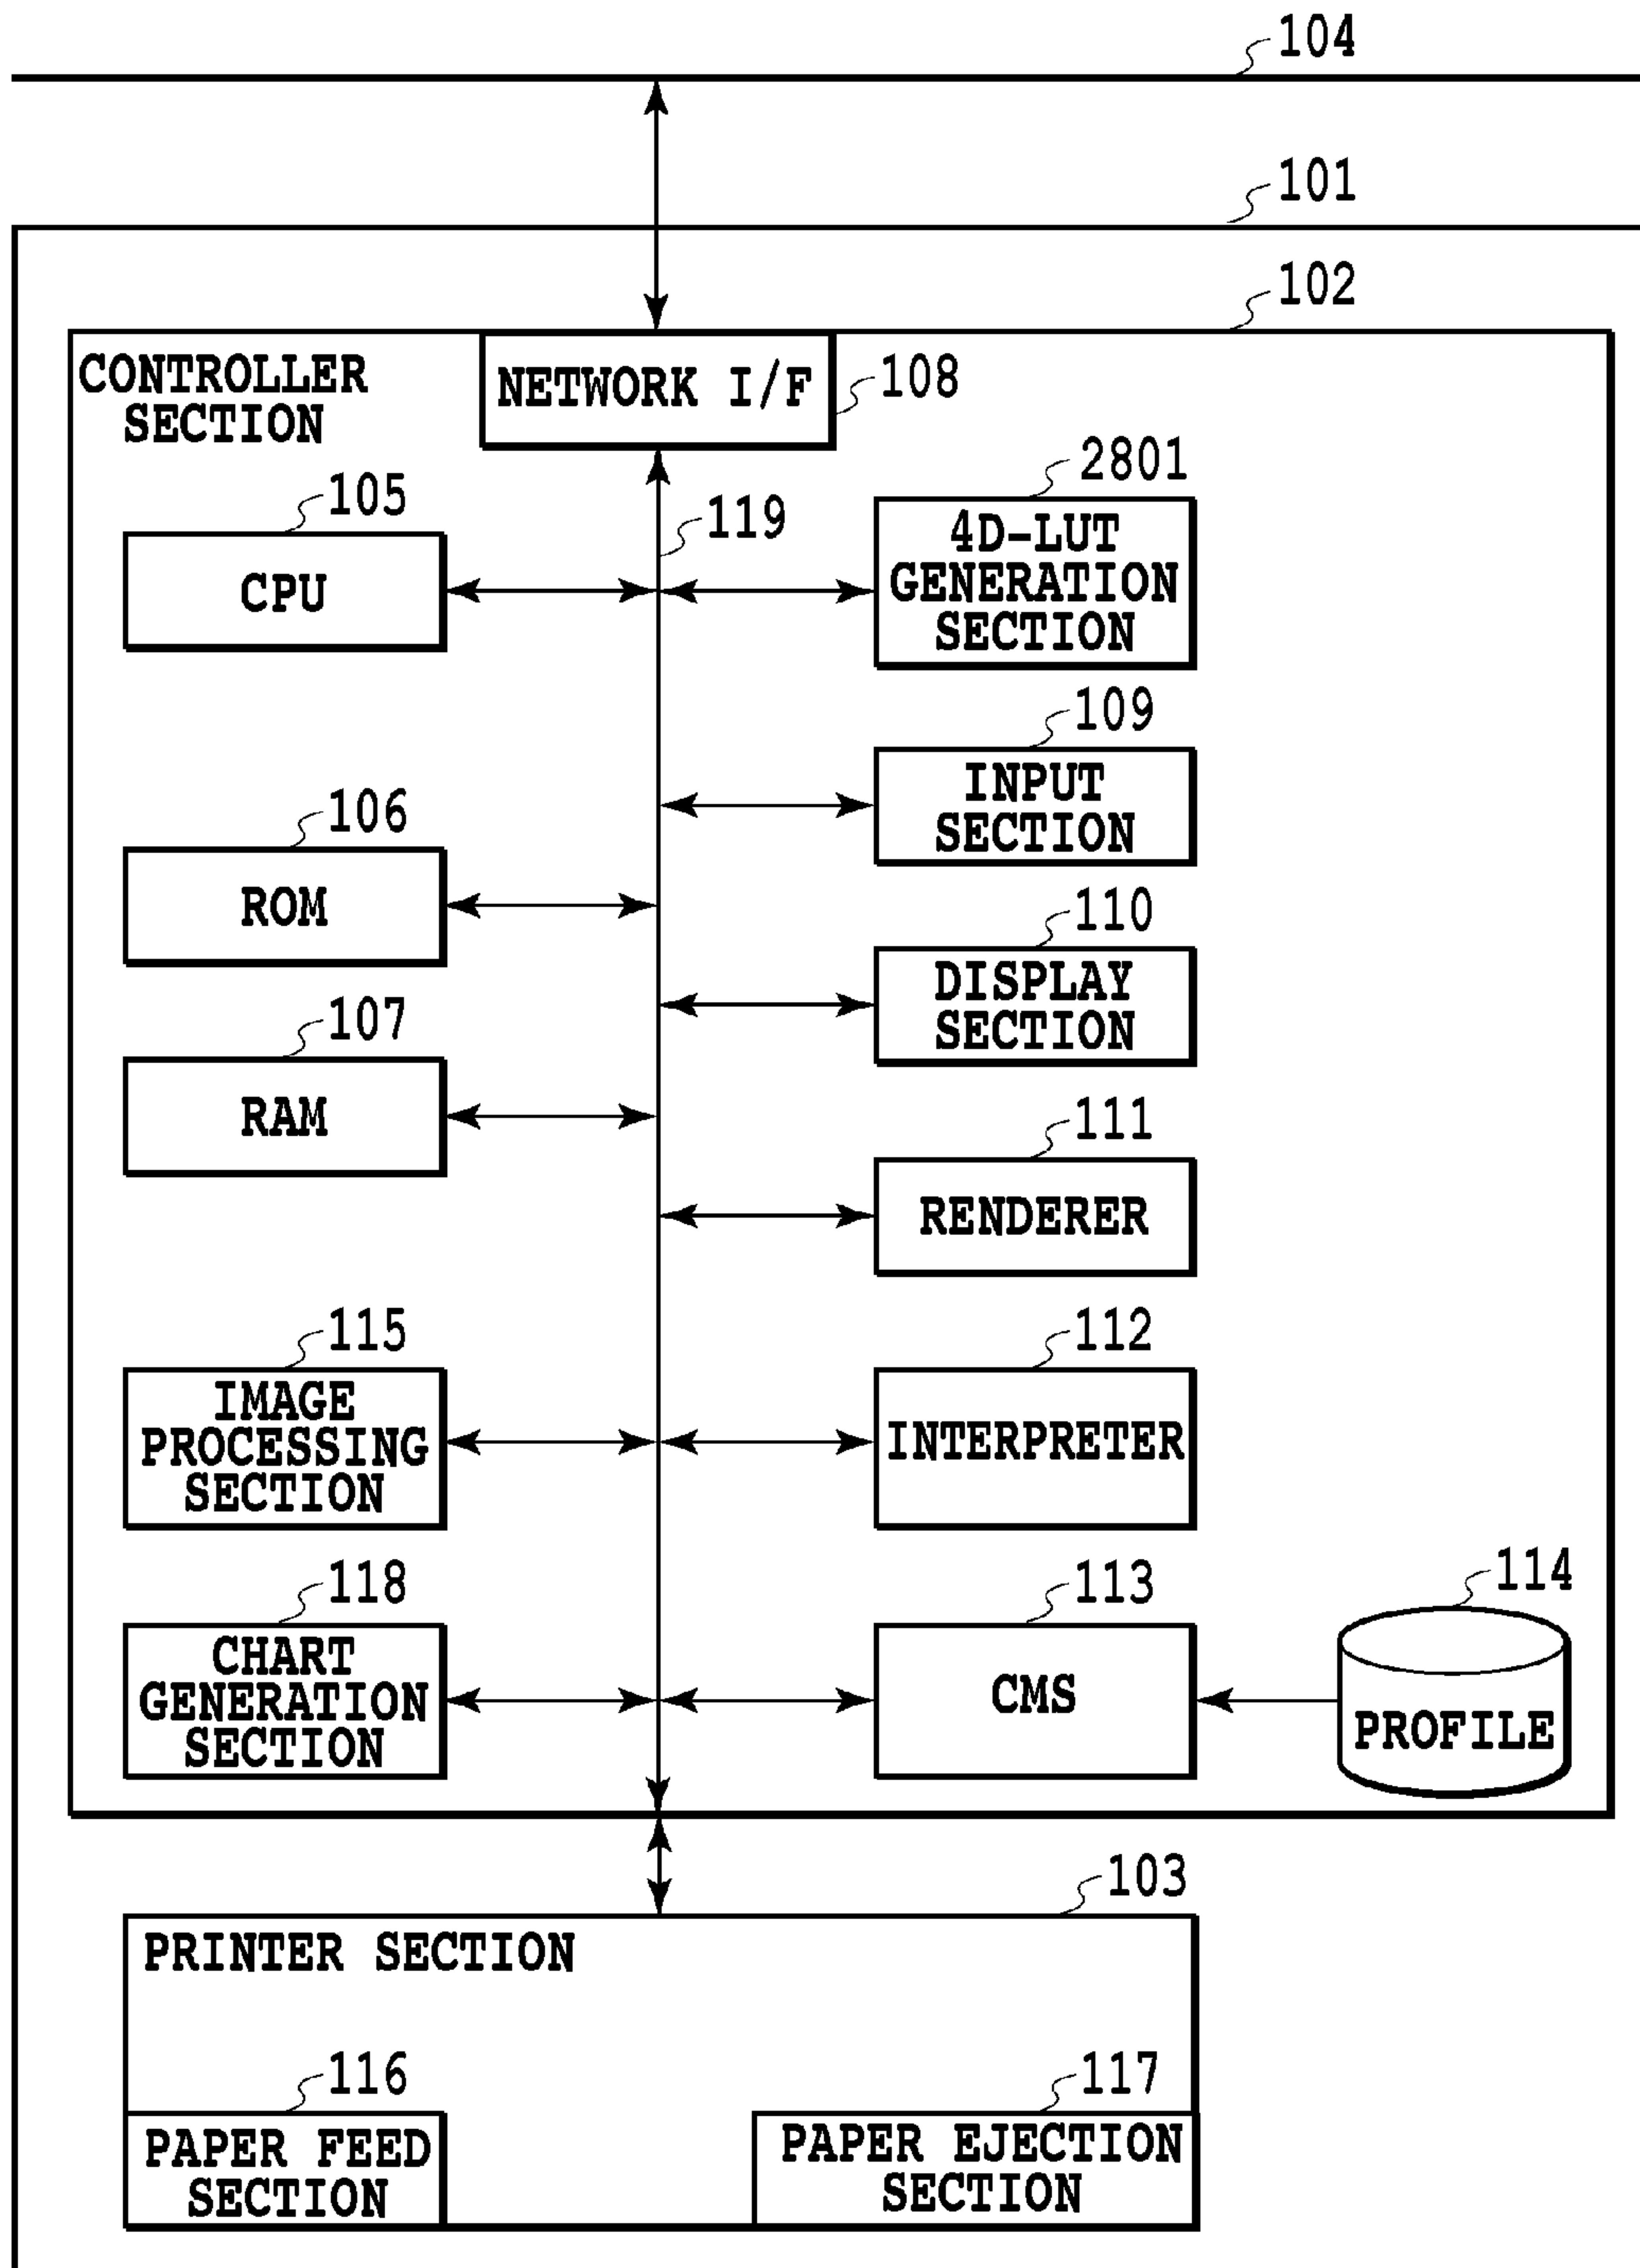 104
101
102
CONTROLLER
SECTION
NETWORK I/F
108
105
CPU
119
2801
4D-LUT
GENERATION
SECTION
109
INPUT
SECTION
106
ROM
110
DISPLAY
SECTION
107
RAM
111
RENDERER
115
IMAGE
PROCESSING
SECTION
112
INTERPRETER
118
CHART
GENERATION
SECTION
113
CMS
114
PROFILE
103
PRINTER SECTION
116
PAPER FEED
SECTION
117
PAPER EJECTION
SECTION